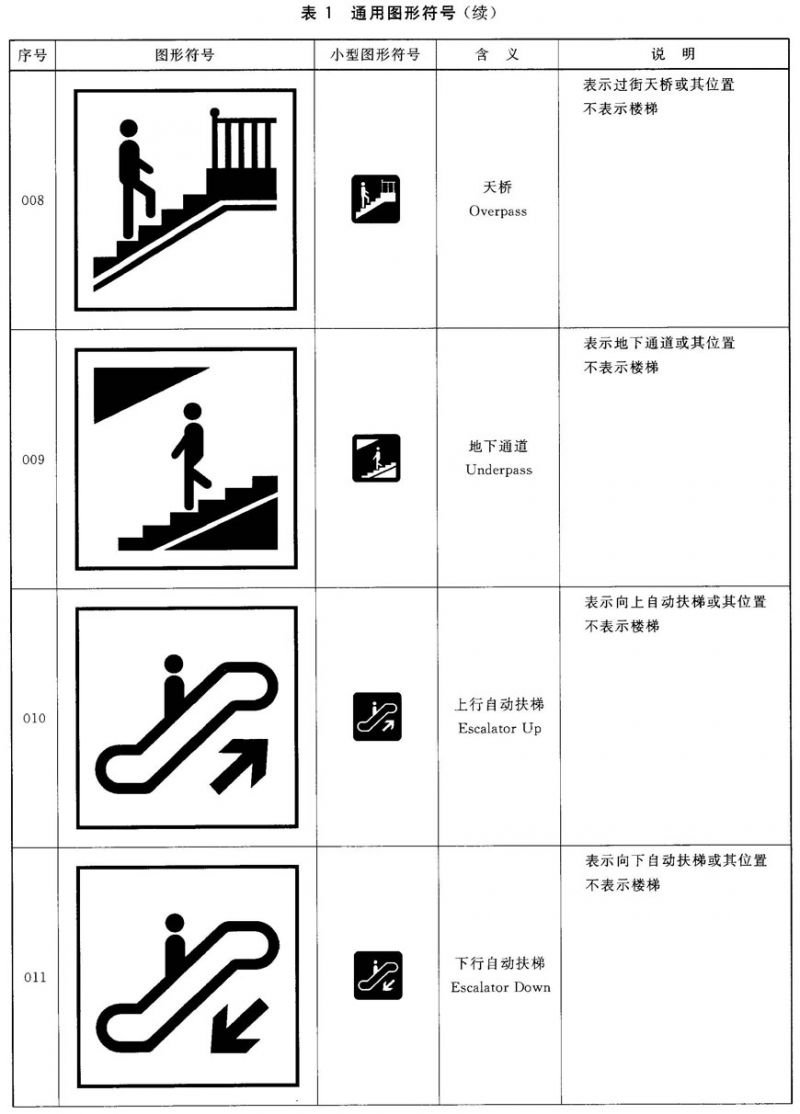 表 1 通用图形符号(续)
序号 图形符号 小型图形符号 含 义 说 明
008 天桥 Overpass 表示过街天桥或其位置
不表示楼梯
009 地下通道 Underpass 表示地下通道或其位置
不表示楼梯
010 上行自动扶梯 Escalator Up 表示向上自动扶梯或其位置
不表示楼梯
011 下行自动扶梯 Escalator Down 表示向下自动扶梯或其位置
不表示楼梯